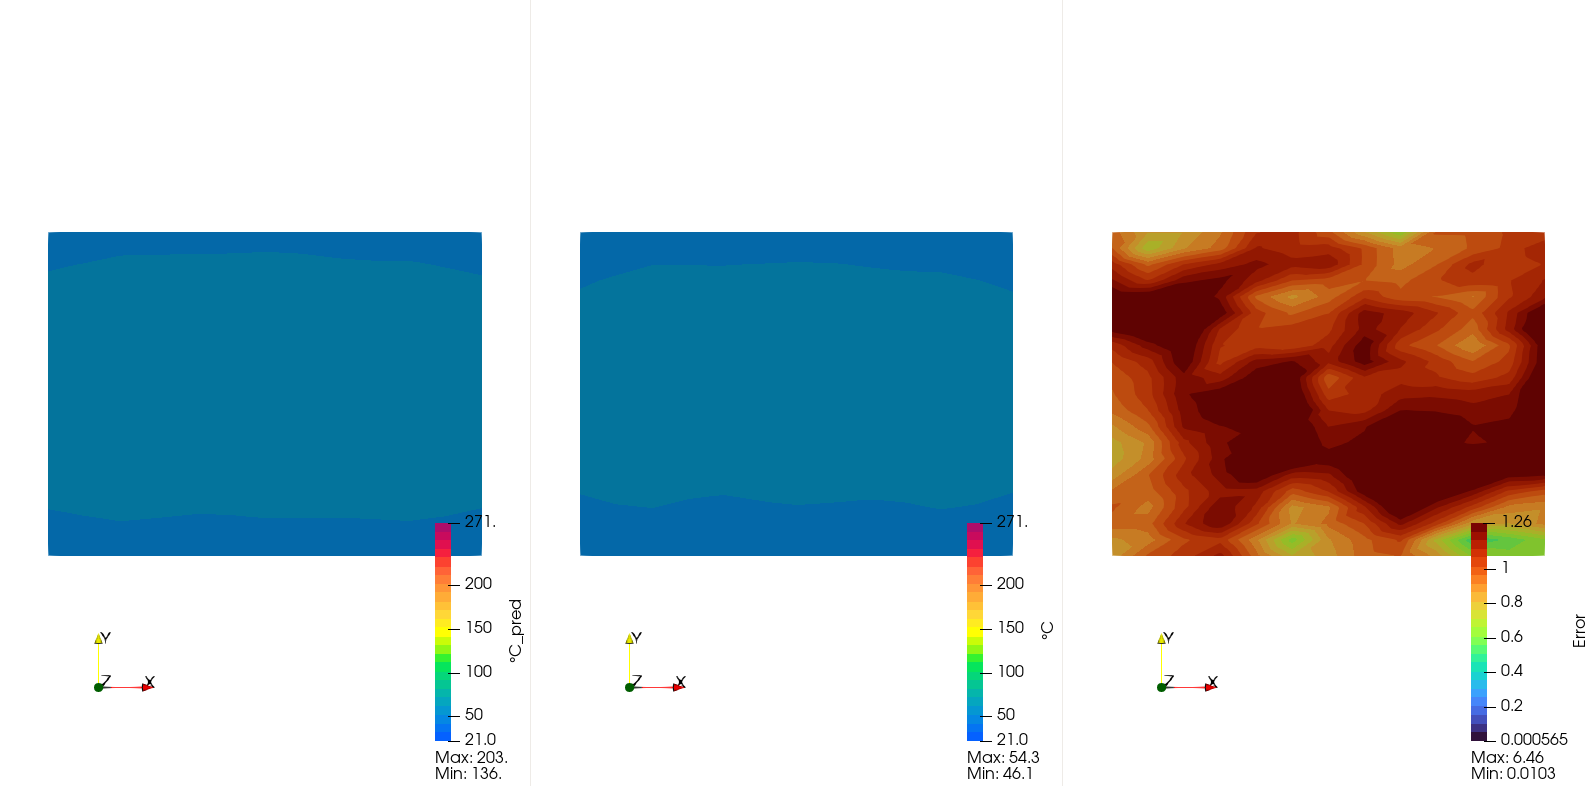 271.
200
150
100
50
21.0
°C_pred
Max: 203.
Min: 136.
Y
Z
X
271.
200
150
100
50
21.0
°C
Max: 54.3
Min: 46.1
Y
Z
X
1.26
1
0.8
0.6
0.4
0.2
0.000565
Error
Max: 6.46
Min: 0.0103
Y
Z
X